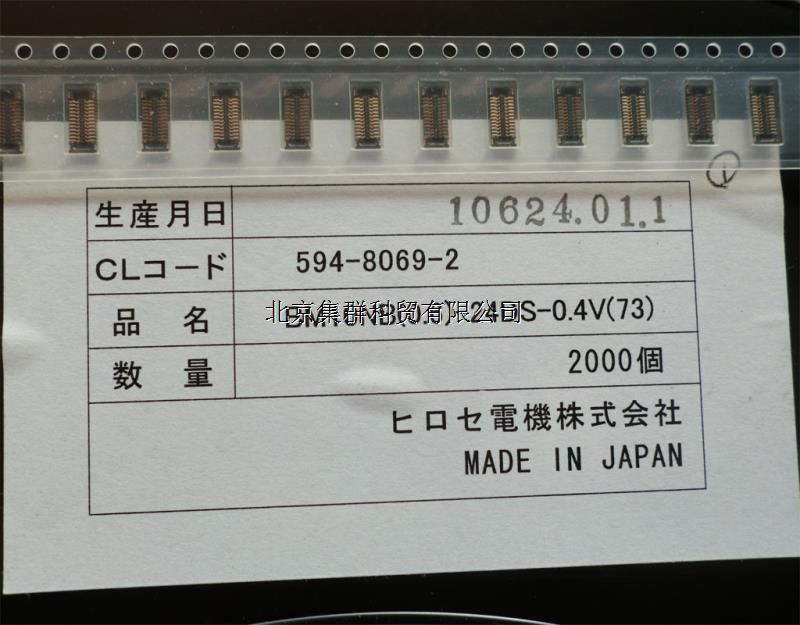 生産月日 10624.01.1
CLコード 594-8069-2
品 名 24DS-0.4V(73)
北京集群科贸有限公司
数 量 2000個
ヒロセ電機株式会社
MADE IN JAPAN